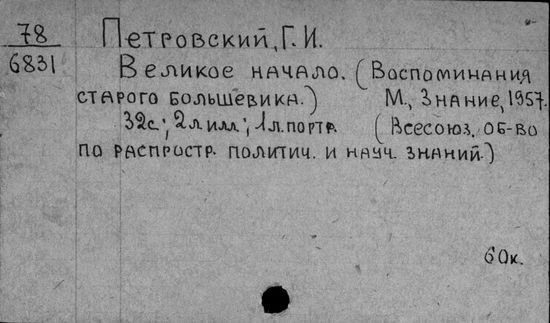 78
6831
Петровский, Г. И.
Великое начало. (Воспоминания
старого большевика.) М., Знание, 1957.
32с.; 2л илл; 1л.портр. (Всесоюз. об-во
по распростр. политич. и науч. знаний.)
60к.